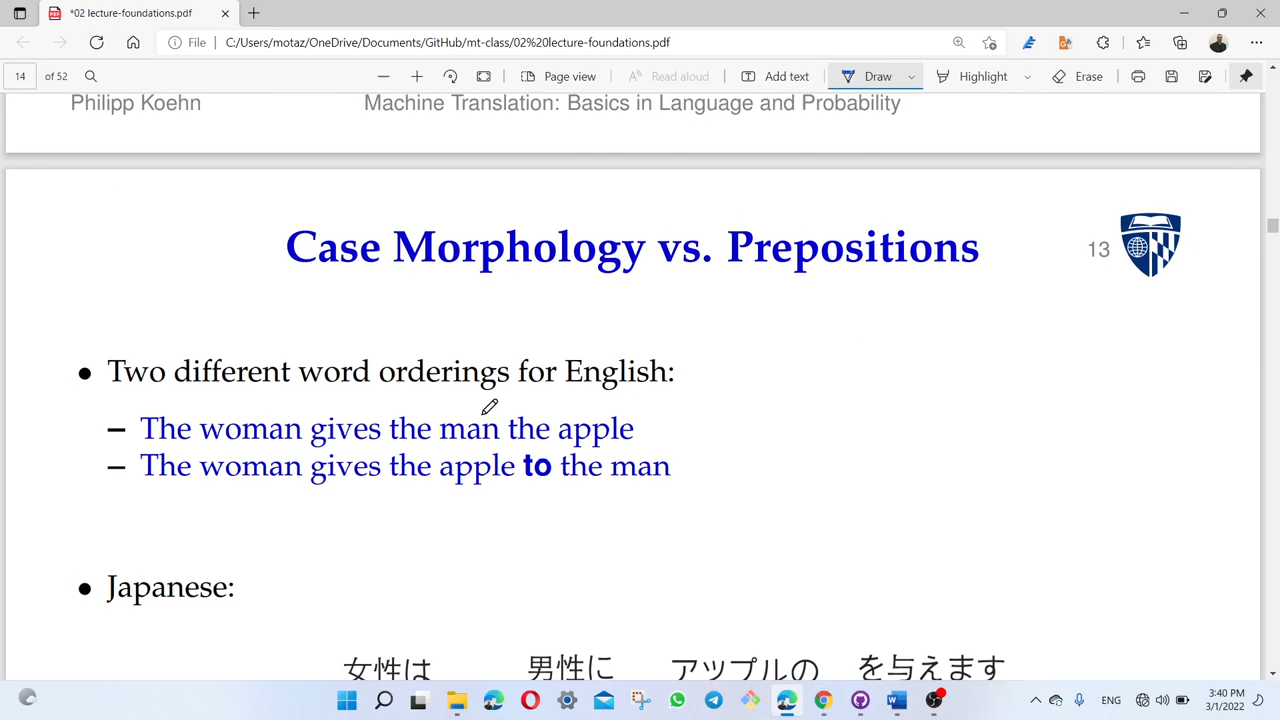 *02 lecture-foundations.pdf
File C:/Users/motaz/OneDrive/Documents/GitHub/mt-class/02%20lecture-foundations.pdf
14 of 52 Page view Read aloud Add text Draw Highlight Erase
Philipp Koehn Machine Translation: Basics in Language and Probability
Case Morphology vs. Prepositions 13
• Two different word orderings for English:
– The woman gives the man the apple
– The woman gives the apple to the man
• Japanese:
女性は 男性に アップルの を与えます
ENG 3:40 PM
3/1/2022